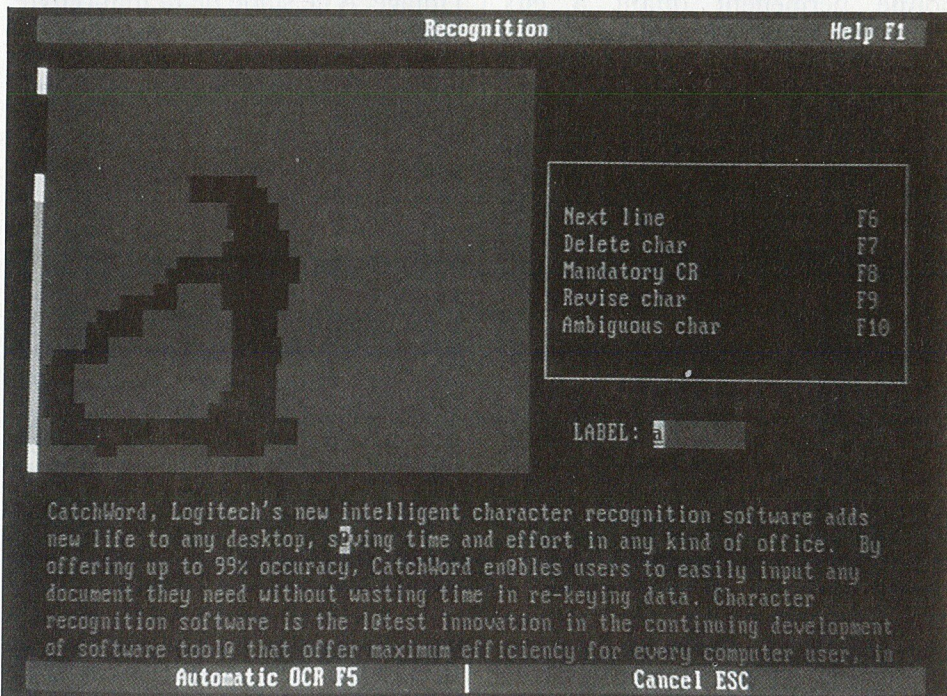 Recognition Help F1
Next line F6
Delete char F7
Mandatory CR F8
Revise char F9
Ambiguous char F10
LABEL: a
CatchWord, Logitech's new intelligent character recognition software adds
new life to any desktop, s?ving time and effort in any kind of office. By
offering up to 99% occuracy, CatchWord en@bles users to easily input any
document they need without wasting time in re-keying data. Character
recognition software is the l@test innovation in the continuing development
of software tool@ that offer maximum efficiency for every computer user, in
Automatic OCR F5 Cancel ESC